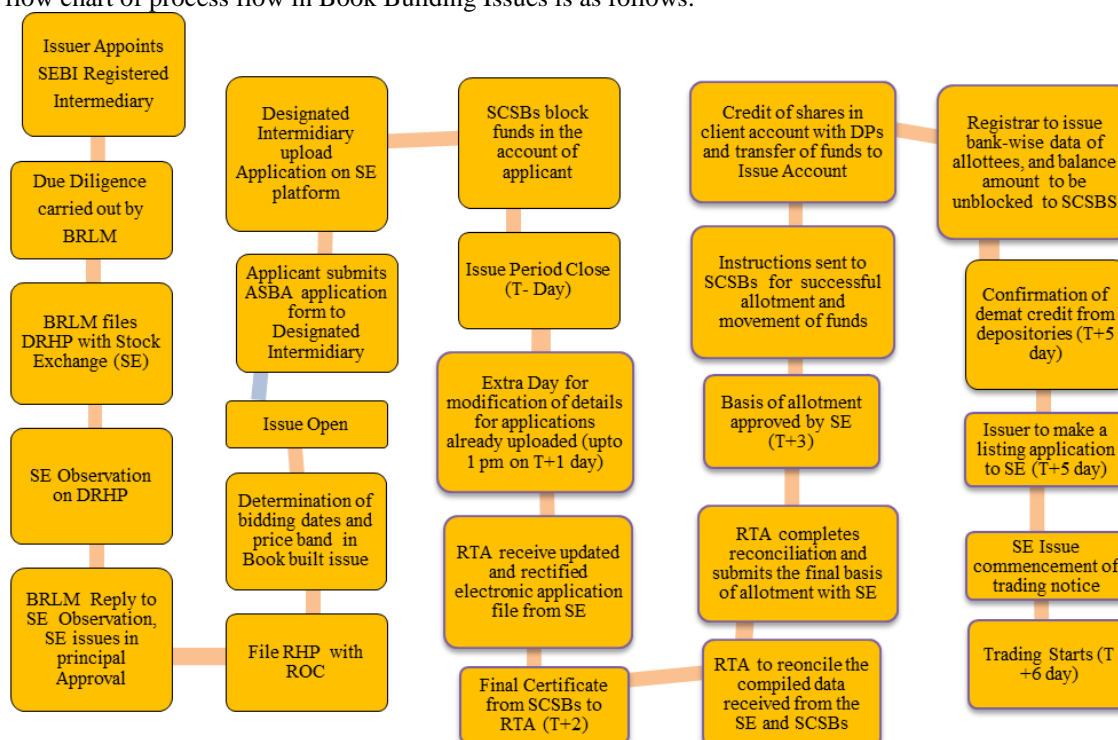 flow chart of process flow in Book Building Issues is as follows:
Issuer Appoints
SEBI Registered
Intermediary
Due Diligence
carried out by
BRLM
BRLM files
DRHP with Stock
Exchange (SE)
SE Observation
on DRHP
BRLM Reply to
SE Observation,
SE issues in
principal
Approval
File RHP with
ROC
Determination of
bidding dates and
price band in
Book built issue
Issue Open
Applicant submits
ASBA application
form to
Designated
Intermidiary
Designated
Intermidiary
upload
Application on SE
platform
SCSBs block
funds in the
account of
applicant
Issue Period Close
(T- Day)
Extra Day for
modification of details
for applications
already uploaded (upto
1 pm on T+1 day)
RTA receive updated
and rectified
electronic application
file from SE
Final Certificate
from SCSBs to
RTA (T+2)
RTA to reconcile the
compiled data
received from the
SE and SCSBs
RTA completes
reconciliation and
submits the final basis
of allotment with SE
Basis of allotment
approved by SE
(T+3)
Instructions sent to
SCSBs for successful
allotment and
movement of funds
Credit of shares in
client account with DPs
and transfer of funds to
Issue Account
Registrar to issue
bank-wise data of
allottees, and balance
amount to be
unblocked to SCSBS
Confirmation of
demat credit from
depositories (T+5
day)
Issuer to make a
listing application
to SE (T+5 day)
SE Issue
commencement of
trading notice
Trading Starts (T
+6 day)